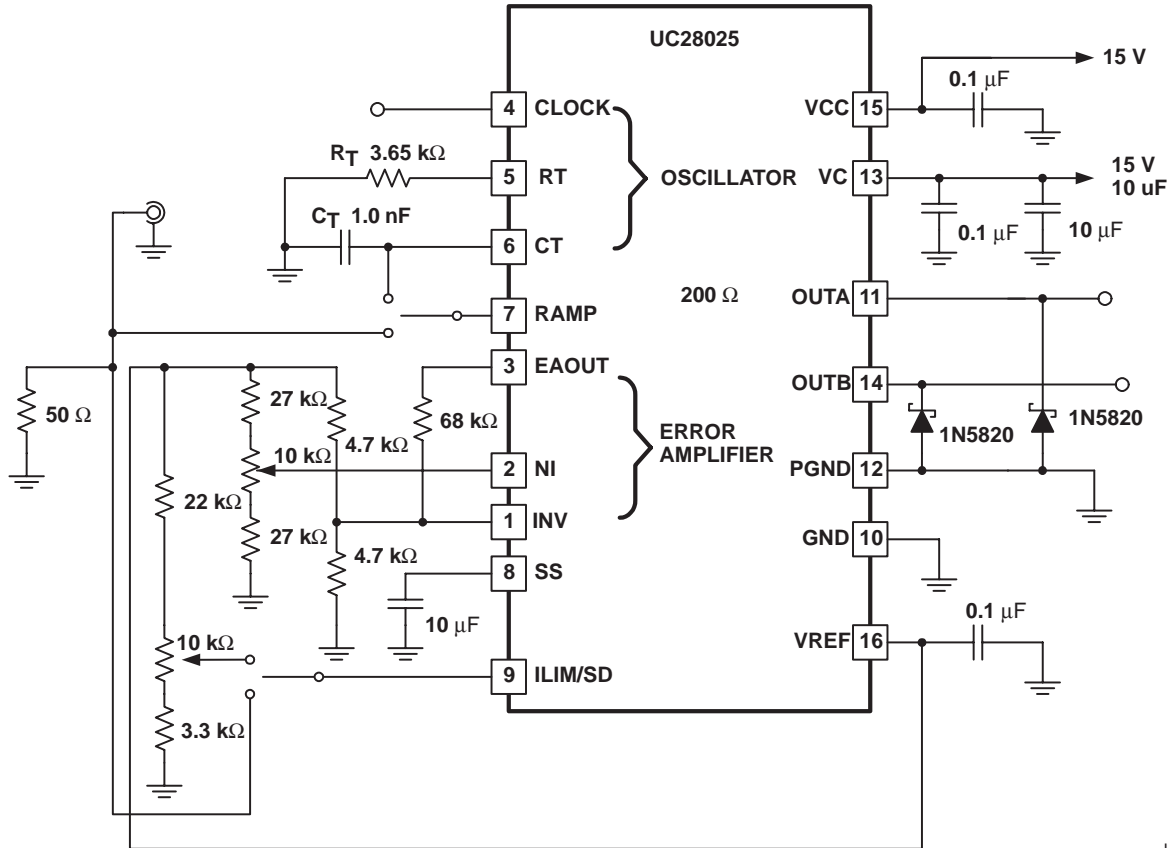 UC28025
15 V
0.1 μF
4 CLOCK
VCC 15
RT 3.65 kΩ
5 RT
OSCILLATOR
VC 13
15 V
10 uF
CT 1.0 nF
6 CT
0.1 μF
10 μF
200 Ω
OUTA 11
7 RAMP
3 EAOUT
OUTB 14
27 kΩ
50 Ω
68 kΩ
4.7 kΩ
1N5820
1N5820
ERROR
AMPLIFIER
10 kΩ
2 NI
PGND 12
22 kΩ
1 INV
27 kΩ
4.7 kΩ
GND 10
8 SS
10 μF
0.1 μF
10 kΩ
VREF 16
9 ILIM/SD
3.3 kΩ